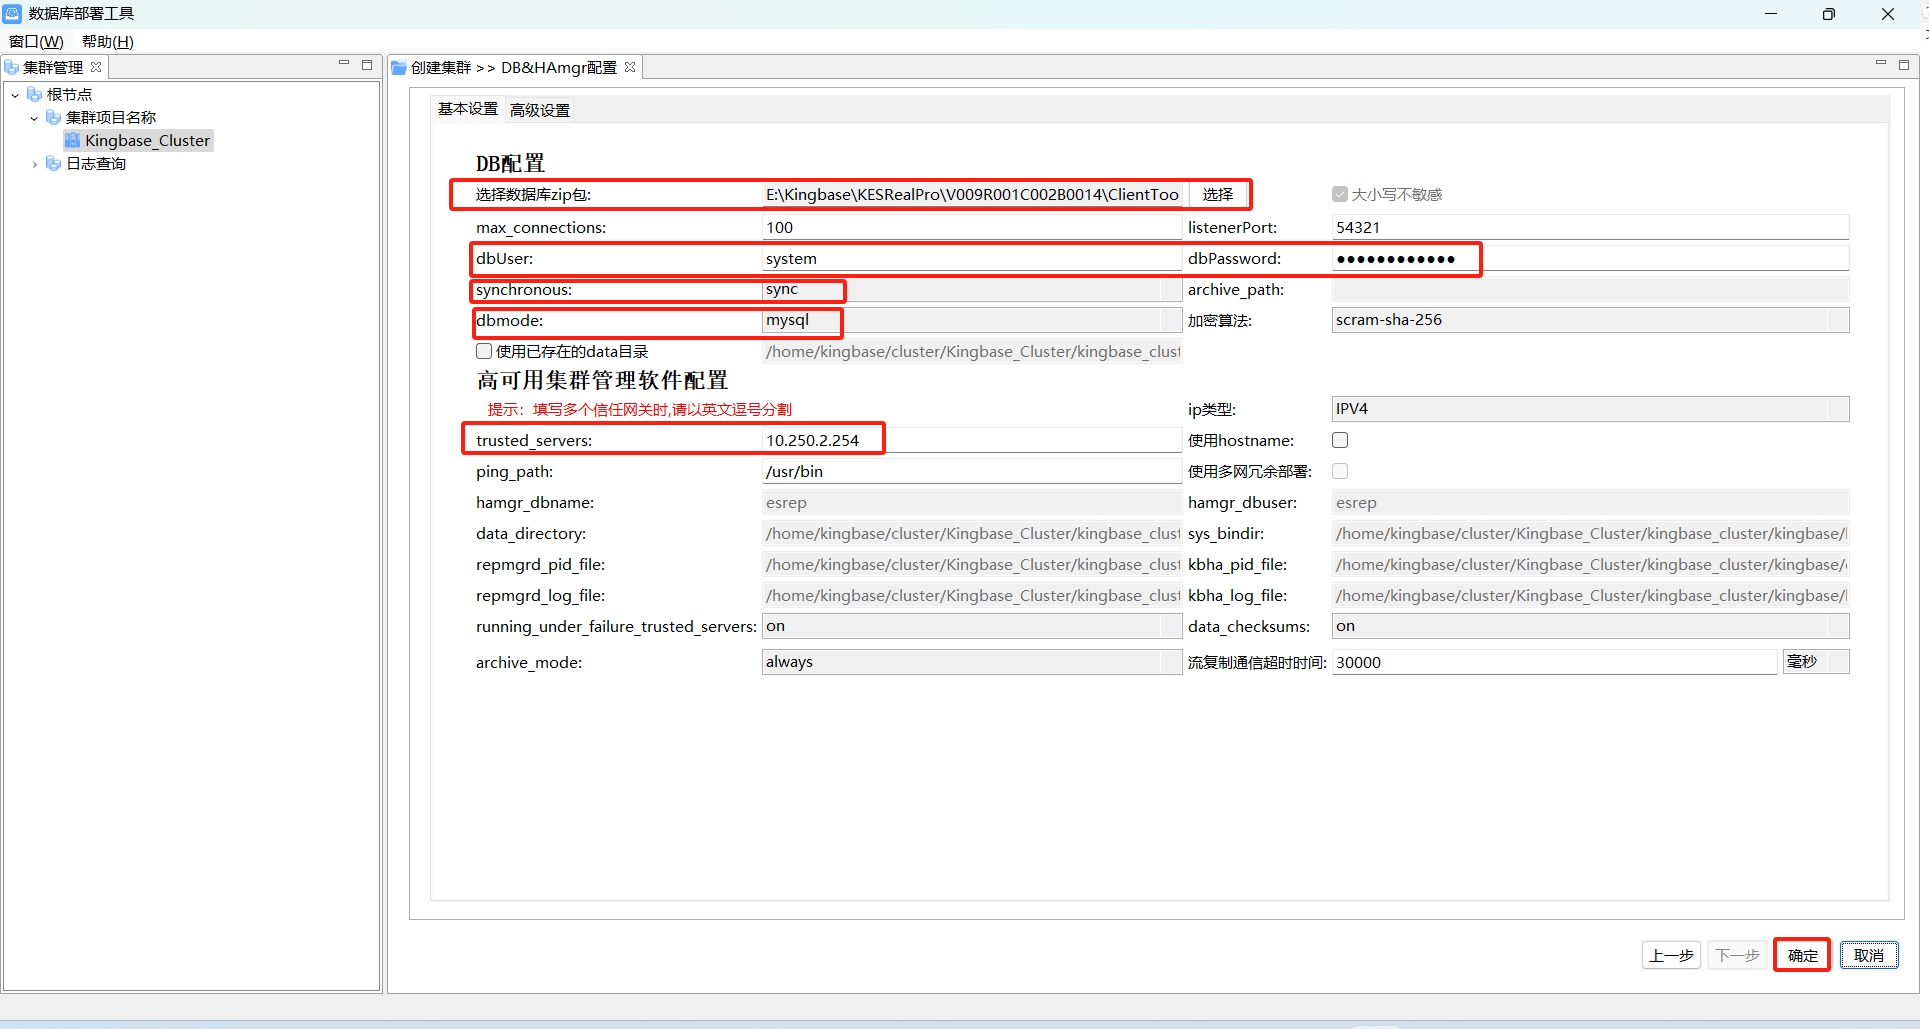 数据库部署工具
窗口(W) 帮助(H)
集群管理
根节点
集群项目名称
Kingbase_Cluster
日志查询
创建集群 >> DB&HAmgr配置
基本设置 高级设置
DB配置
选择数据库zip包: E:\Kingbase\KESRealPro\V009R001C002B0014\ClientToo 选择 大小写不敏感
max_connections: 100 listenerPort: 54321
dbUser: system dbPassword: ●●●●●●●●●●●●
synchronous: sync archive_path:
dbmode: mysql 加密算法: scram-sha-256
使用已存在的data目录 /home/kingbase/cluster/Kingbase_Cluster/kingbase_clust
高可用集群管理软件配置
提示：填写多个信任网关时,请以英文逗号分割 ip类型: IPV4
trusted_servers: 10.250.2.254 使用hostname:
ping_path: /usr/bin 使用多网冗余部署:
hamgr_dbname: esrep hamgr_dbuser: esrep
data_directory: /home/kingbase/cluster/Kingbase_Cluster/kingbase_clust sys_bindir: /home/kingbase/cluster/Kingbase_Cluster/kingbase_cluster/kingbase/
repmgrd_pid_file: /home/kingbase/cluster/Kingbase_Cluster/kingbase_clust kbha_pid_file: /home/kingbase/cluster/Kingbase_Cluster/kingbase_cluster/kingbase/
repmgrd_log_file: /home/kingbase/cluster/Kingbase_Cluster/kingbase_clust kbha_log_file: /home/kingbase/cluster/Kingbase_Cluster/kingbase_cluster/kingbase/
running_under_failure_trusted_servers: on data_checksums: on
archive_mode: always 流复制通信超时时间: 30000 毫秒
上一步 下一步 确定 取消